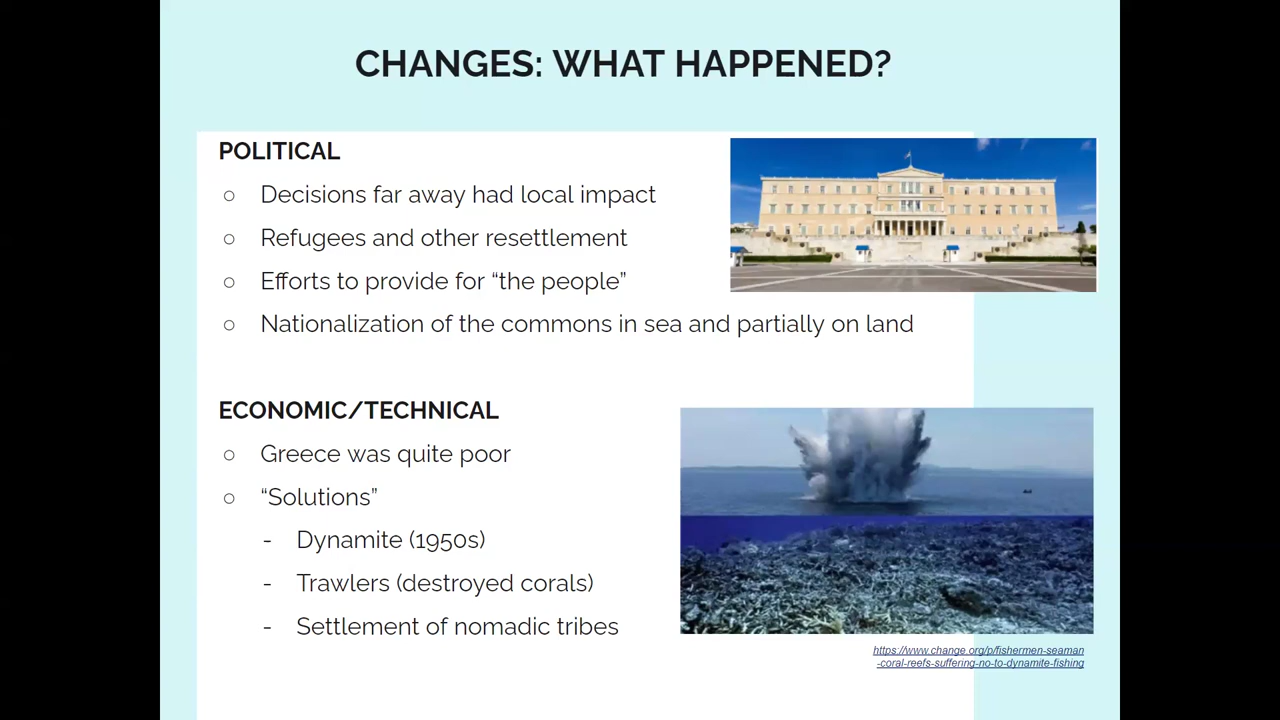 CHANGES: WHAT HAPPENED?
POLITICAL
○ Decisions far away had local impact
○ Refugees and other resettlement
○ Efforts to provide for “the people”
○ Nationalization of the commons in sea and partially on land
ECONOMIC/TECHNICAL
○ Greece was quite poor
○ “Solutions”
- Dynamite (1950s)
- Trawlers (destroyed corals)
- Settlement of nomadic tribes
https://www.change.org/p/fishermen-seaman
-coral-reefs-suffering-no-to-dynamite-fishing